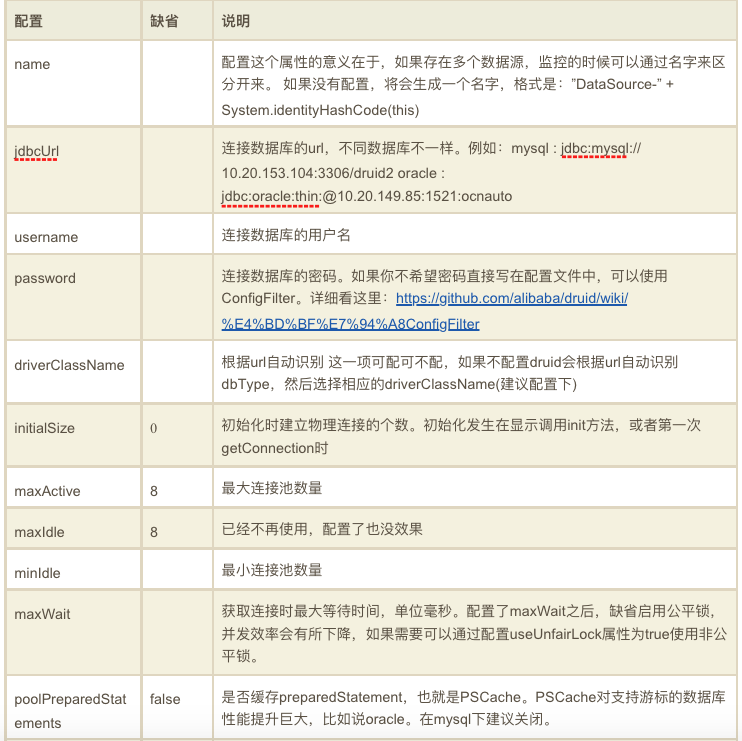 配置 缺省 说明
name
配置这个属性的意义在于，如果存在多个数据源，监控的时候可以通过名字来区
分开来。 如果没有配置，将会生成一个名字，格式是："DataSource-" +
System.identityHashCode(this)
jdbcUrl
连接数据库的url，不同数据库不一样。例如： mysql : jdbc:mysql://
10.20.153.104:3306/druid2 oracle :
jdbc:oracle:thin:@10.20.149.85:1521:ocnauto
username 连接数据库的用户名
password
连接数据库的密码。如果你不希望密码直接写在配置文件中，可以使用
ConfigFilter。详细看这里：https://github.com/alibaba/druid/wiki/
%E4%BD%BF%E7%94%A8ConfigFilter
driverClassName
根据url自动识别 这一项可配可不配，如果不配置druid会根据url自动识别
dbType，然后选择相应的driverClassName(建议配置下)
initialSize 0
初始化时建立物理连接的个数。初始化发生在显示调用init方法，或者第一次
getConnection时
maxActive 8 最大连接池数量
maxIdle 8 已经不再使用，配置了也没效果
minIdle 最小连接池数量
maxWait
获取连接时最大等待时间，单位毫秒。配置了maxWait之后，缺省启用公平锁，
并发效率会有所下降，如果需要可以通过配置useUnfairLock属性为true使用非公
平锁。
poolPreparedStat
ements
false
是否缓存preparedStatement，也就是PSCache。PSCache对支持游标的数据库
性能提升巨大，比如说oracle。在mysql下建议关闭。